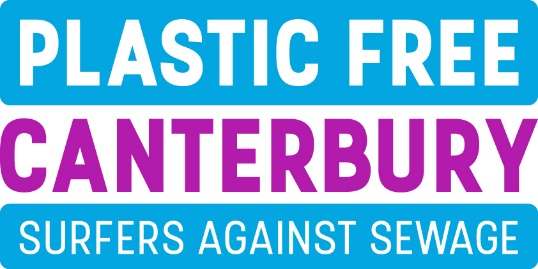 PLASTIC FREE
CANTERBURY
SURFERS AGAINST SEWAGE